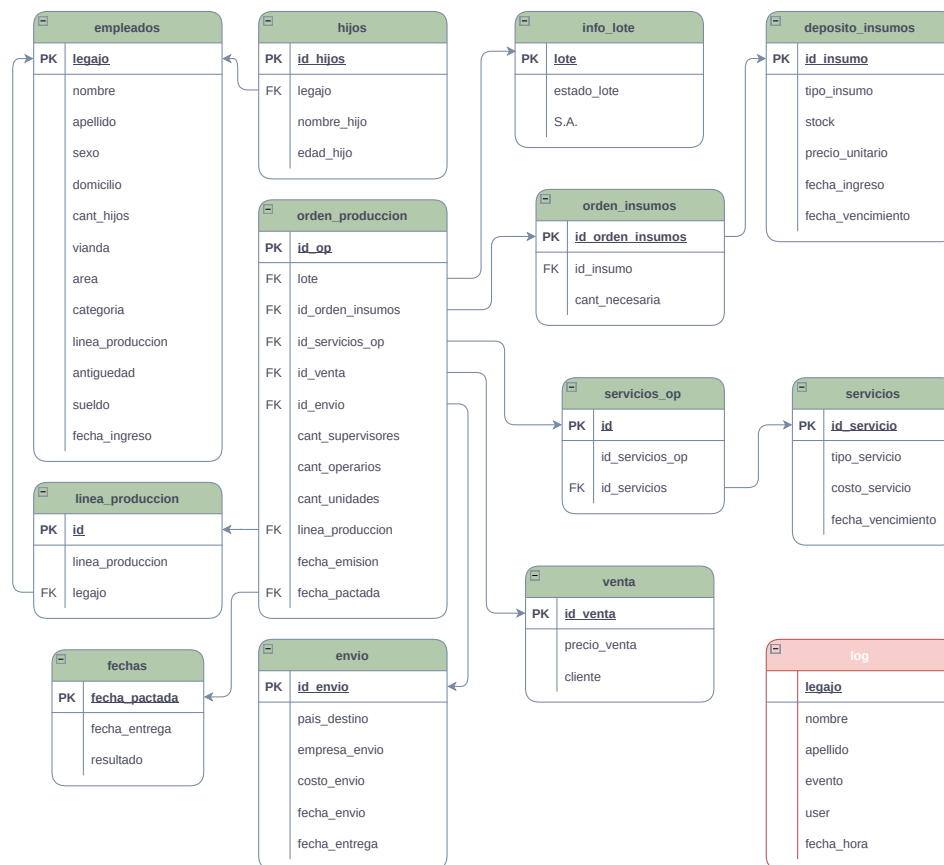 empleados
PK legajo
nombre
apellido
sexo
domicilio
cant_hijos
vianda
area
categoria
linea_produccion
antiguedad
sueldo
fecha_ingreso
hijos
PK id_hijos
FK legajo
nombre_hijo
edad_hijo
info_lote
PK lote
estado_lote
S.A.
deposito_insumos
PK id_insumo
tipo_insumo
stock
precio_unitario
fecha_ingreso
fecha_vencimiento
orden_produccion
PK id_op
FK lote
FK id_orden_insumos
FK id_servicios_op
FK id_venta
FK id_envio
cant_supervisores
cant_operarios
cant_unidades
FK linea_produccion
fecha_emision
FK fecha_pactada
orden_insumos
PK id_orden_insumos
FK id_insumo
cant_necesaria
servicios_op
PK id
id_servicios_op
FK id_servicios
servicios
PK id_servicio
tipo_servicio
costo_servicio
fecha_vencimiento
linea_produccion
PK id
linea_produccion
FK legajo
venta
PK id_venta
precio_venta
cliente
fechas
PK fecha_pactada
fecha_entrega
resultado
envio
PK id_envio
pais_destino
empresa_envio
costo_envio
fecha_envio
fecha_entrega
log
legajo
nombre
apellido
evento
user
fecha_hora